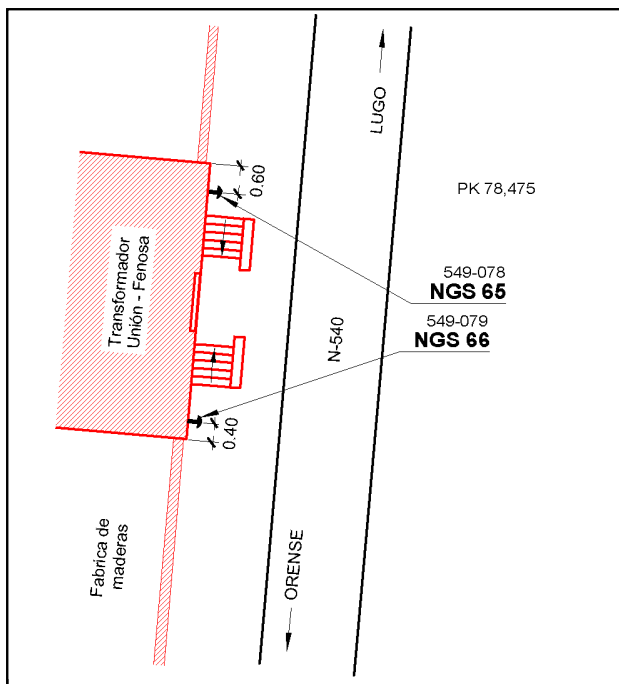 LUGO
0.60
PK 78,475
Transformador
Unión - Fenosa
549-078
NGS 65
549-079
NGS 66
N-540
0.40
Fabrica de
maderas
ORENSE